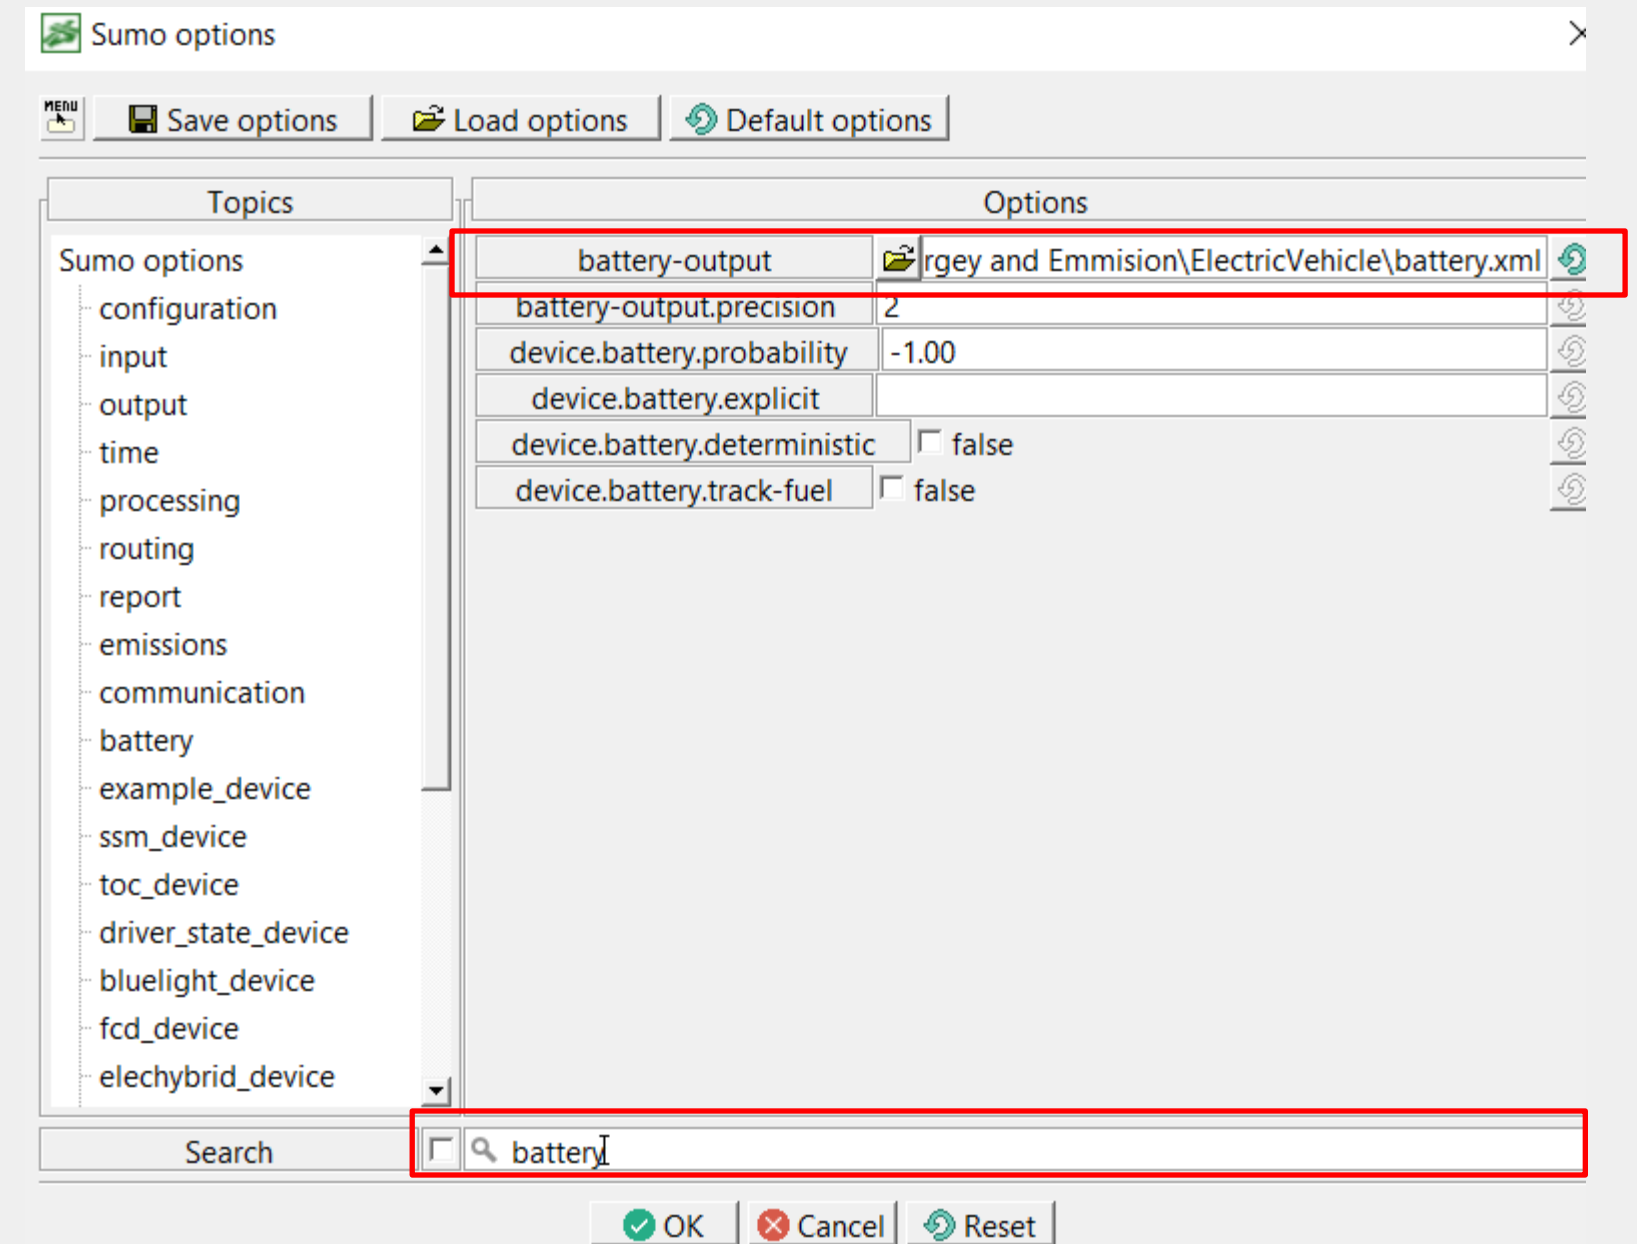 Sumo options
MENU
Save options
Load options
Default options
Topics
Options
Sumo options
configuration
input
output
time
processing
routing
report
emissions
communication
battery
example_device
ssm_device
toc_device
driver_state_device
bluelight_device
fcd_device
elechybrid_device
battery-output rgey and Emmision\ElectricVehicle\battery.xml
battery-output.precision 2
device.battery.probability -1.00
device.battery.explicit
device.battery.deterministic false
device.battery.track-fuel false
Search battery
OK Cancel Reset